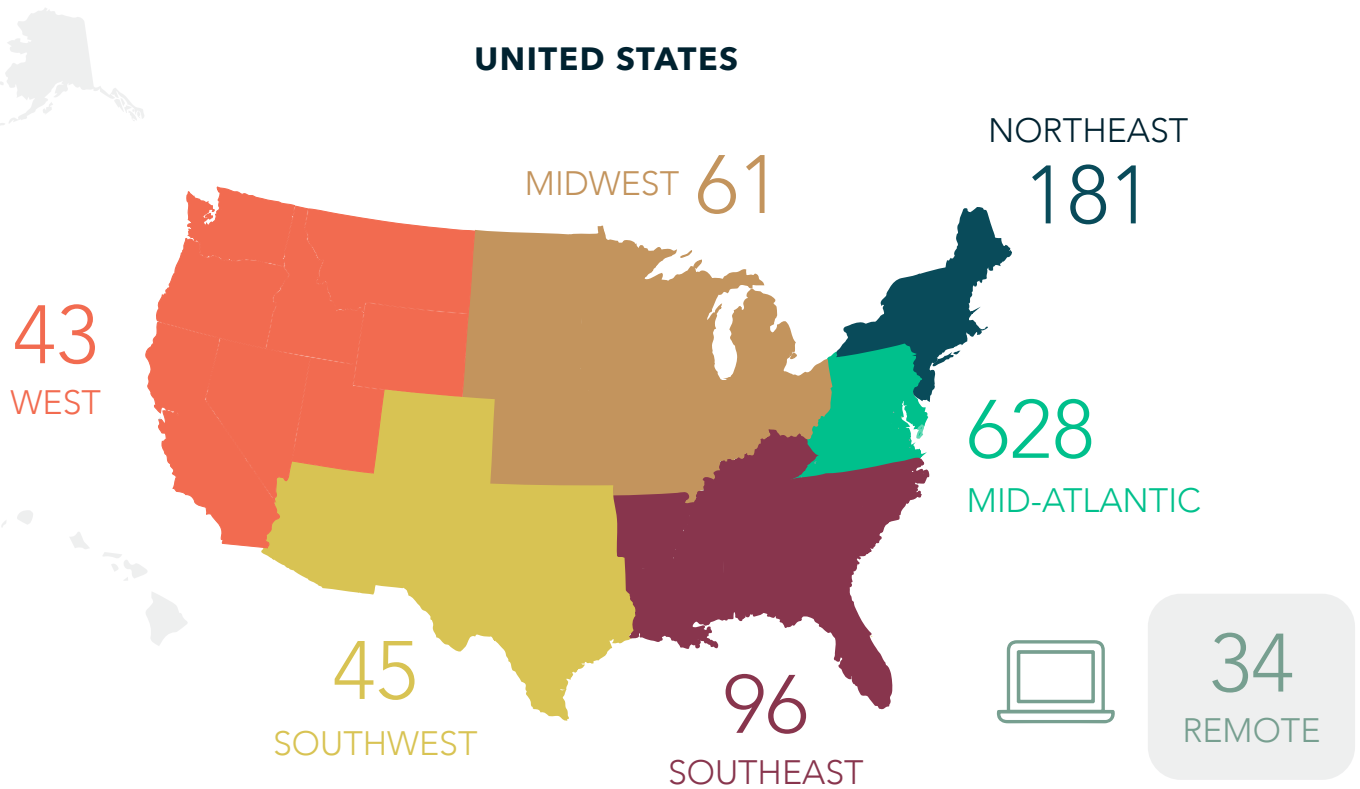 UNITED STATES
NORTHEAST
181
MIDWEST 61
43
WEST
628
MID-ATLANTIC
45
SOUTHWEST
96
SOUTHEAST
34
REMOTE